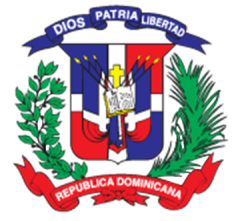 DIOS PATRIA LIBERTAD
REPUBLICA DOMINICANA